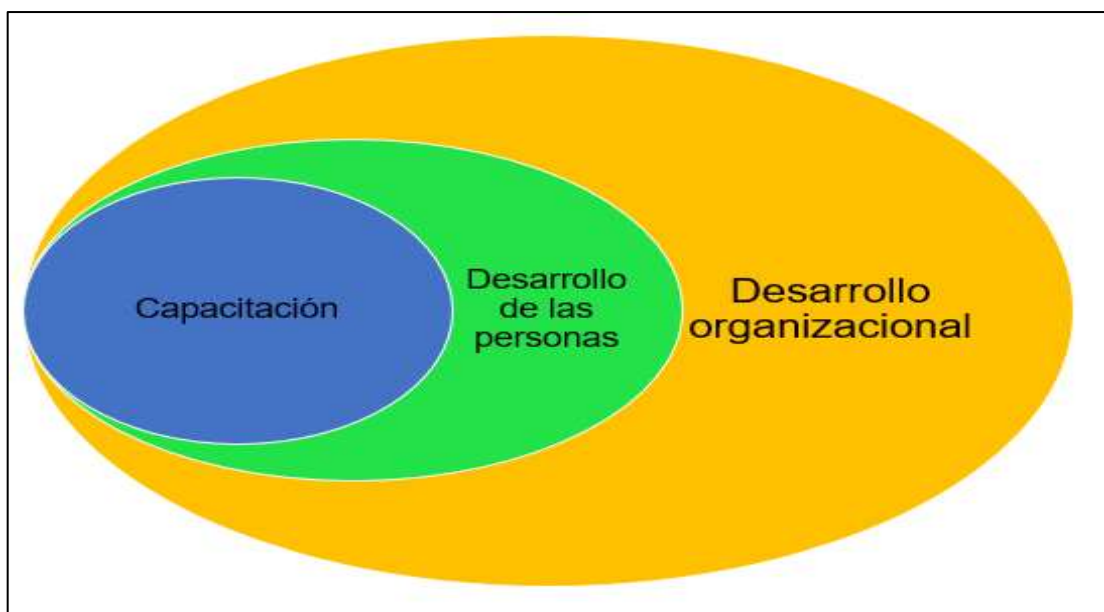 Capacitación
Desarrollo
de las
personas
Desarrollo
organizacional